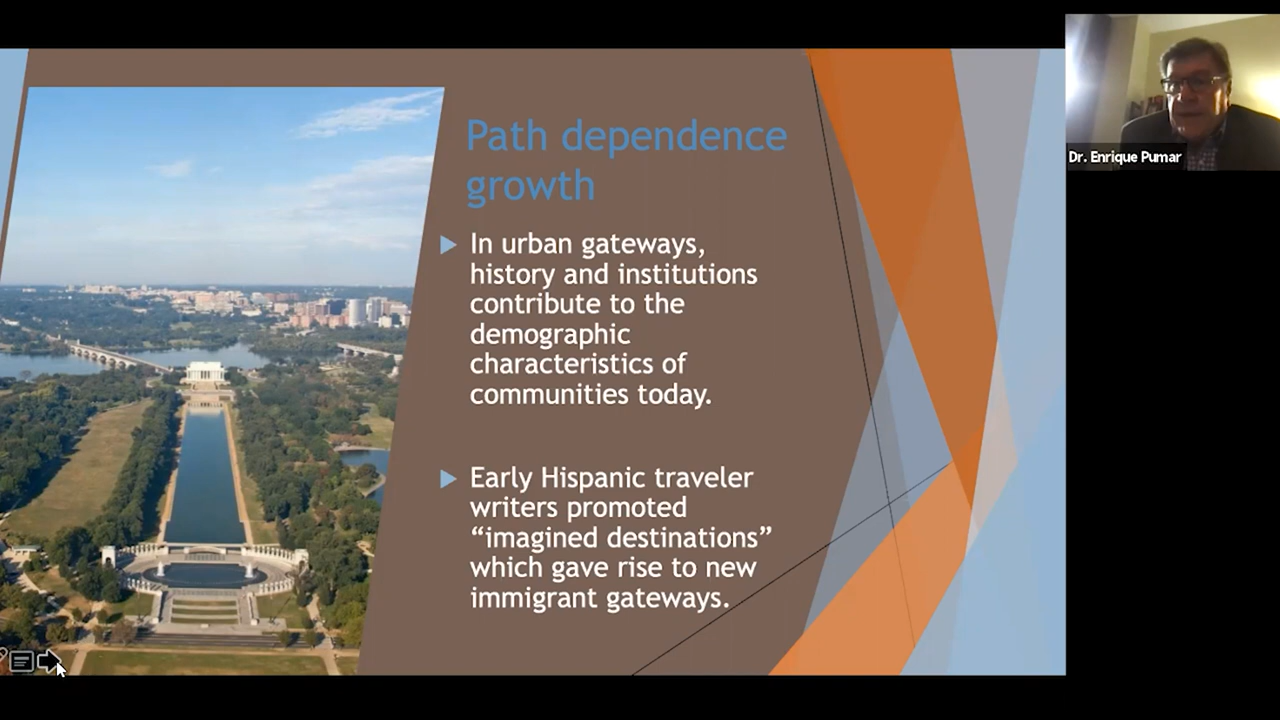 Path dependence
growth
In urban gateways,
history and institutions
contribute to the
demographic
characteristics of
communities today.
Early Hispanic traveler
writers promoted
“imagined destinations”
which gave rise to new
immigrant gateways.
Dr. Enrique Pumar